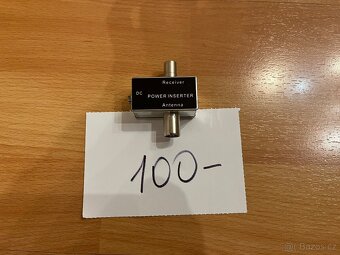 Receiver
DC
POWER INSERTER
Antenna
100-
Bazos.cz